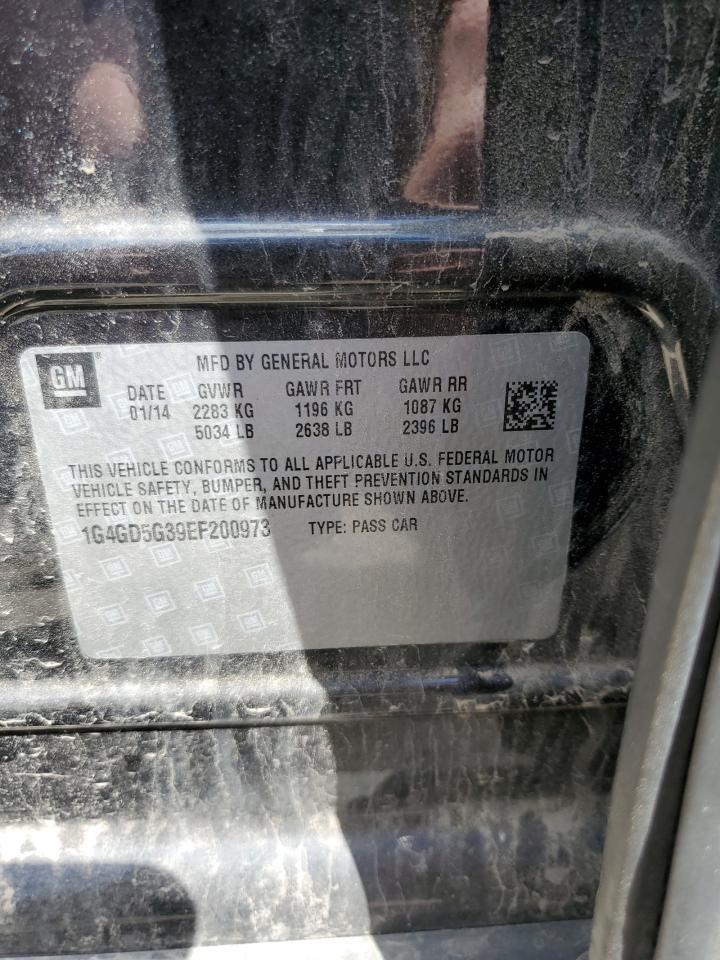 GM
MFD BY GENERAL MOTORS LLC
DATE GVWR GAWR FRT GAWR RR
01/14 2283 KG 1196 KG 1087 KG
5034 LB 2638 LB 2396 LB
THIS VEHICLE CONFORMS TO ALL APPLICABLE U.S. FEDERAL MOTOR
VEHICLE SAFETY, BUMPER, AND THEFT PREVENTION STANDARDS IN
EFFECT ON THE DATE OF MANUFACTURE SHOWN ABOVE.
1G4GD5G39EF200973 TYPE: PASS CAR